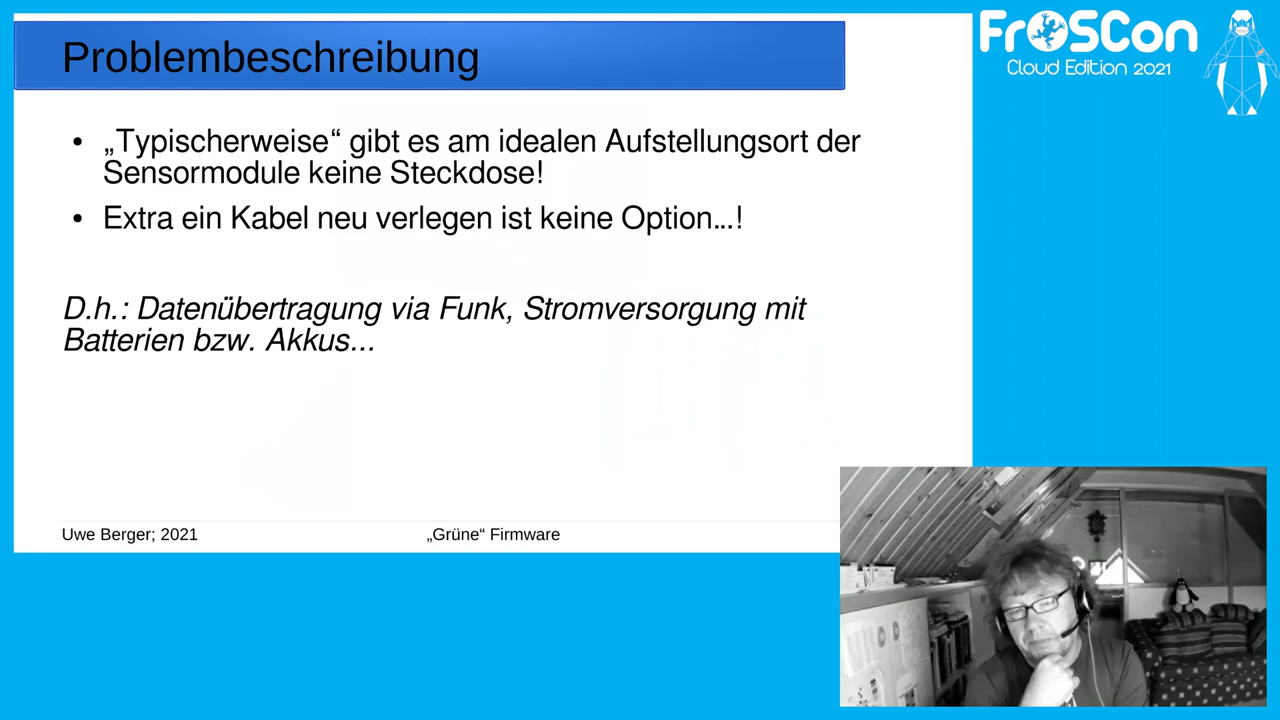 Problembeschreibung
FrOSCon
Cloud Edition 2021
• „Typischerweise“ gibt es am idealen Aufstellungsort der
Sensormodule keine Steckdose!
• Extra ein Kabel neu verlegen ist keine Option...!
D.h.: Datenübertragung via Funk, Stromversorgung mit
Batterien bzw. Akkus...
Uwe Berger; 2021
„Grüne“ Firmware